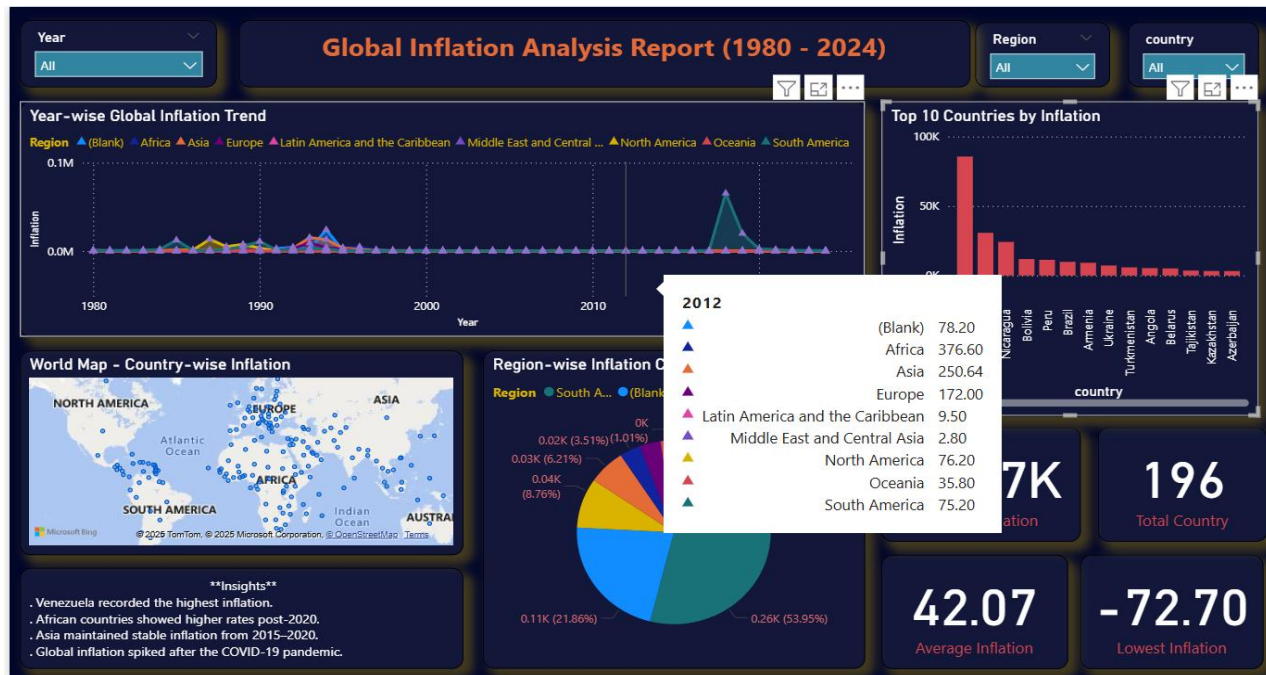 Year
All
Global Inflation Analysis Report (1980 - 2024)
Region
All
country
All
Year-wise Global Inflation Trend
Region (Blank) Africa Asia Europe Latin America and the Caribbean Middle East and Central ... North America Oceania South America
0.1M
Inflation
0.0M
1980
1990
2000
2010
Year
Top 10 Countries by Inflation
100K
50K
0K
Inflation
Nicaragua
Bolivia
Peru
Brazil
Armenia
Ukraine
Turkmenistan
Angola
Belarus
Tajikistan
Kazakhstan
Azerbaijan
country
2012
(Blank) 78.20
Africa 376.60
Asia 250.64
Europe 172.00
Latin America and the Caribbean 9.50
Middle East and Central Asia 2.80
North America 76.20
Oceania 35.80
South America 75.20
World Map - Country-wise Inflation
NORTH AMERICA
EUROPE
ASIA
Atlantic
Ocean
AFRICA
SOUTH AMERICA
Indian
Ocean
AUSTRA
Microsoft Bing
© 2025 TomTom, © 2025 Microsoft Corporation, © OpenStreetMap Terms
Region-wise Inflation C
Region South A... (Blank
0K
(1.01%)
0.02K (3.51%)
0.03K (6.21%)
0.04K
(8.76%)
0.11K (21.86%)
0.26K (53.95%)
7K
ation
196
Total Country
**Insights**
. Venezuela recorded the highest inflation.
. African countries showed higher rates post-2020.
. Asia maintained stable inflation from 2015–2020.
. Global inflation spiked after the COVID-19 pandemic.
42.07
Average Inflation
-72.70
Lowest Inflation